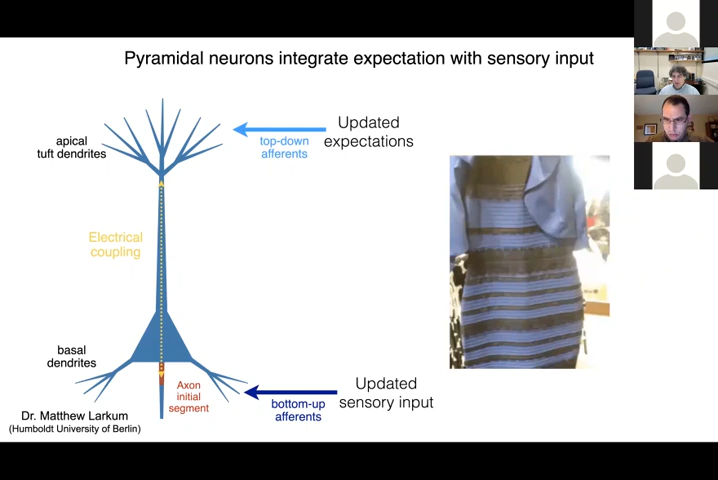 Pyramidal neurons integrate expectation with sensory input
apical
tuft dendrites
top-down
afferents
Updated
expectations
Electrical
coupling
basal
dendrites
Axon
initial
segment
bottom-up
afferents
Updated
sensory input
Dr. Matthew Larkum
(Humboldt University of Berlin)